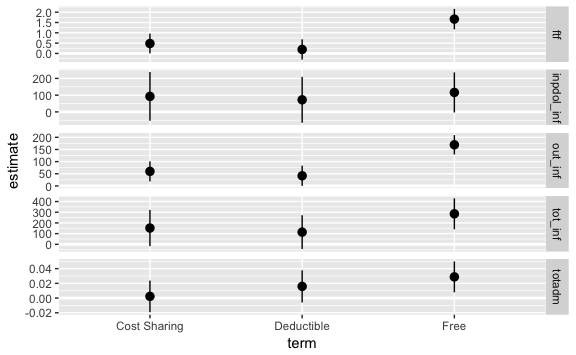 2.0
1.5
1.0
0.5
0.0
ftf
200
100
0
inpdol_inf
200
150
100
50
0
out_inf
400
300
200
100
0
tot_inf
0.04
0.02
0.00
-0.02
totadm
estimate
Cost Sharing Deductible Free
term